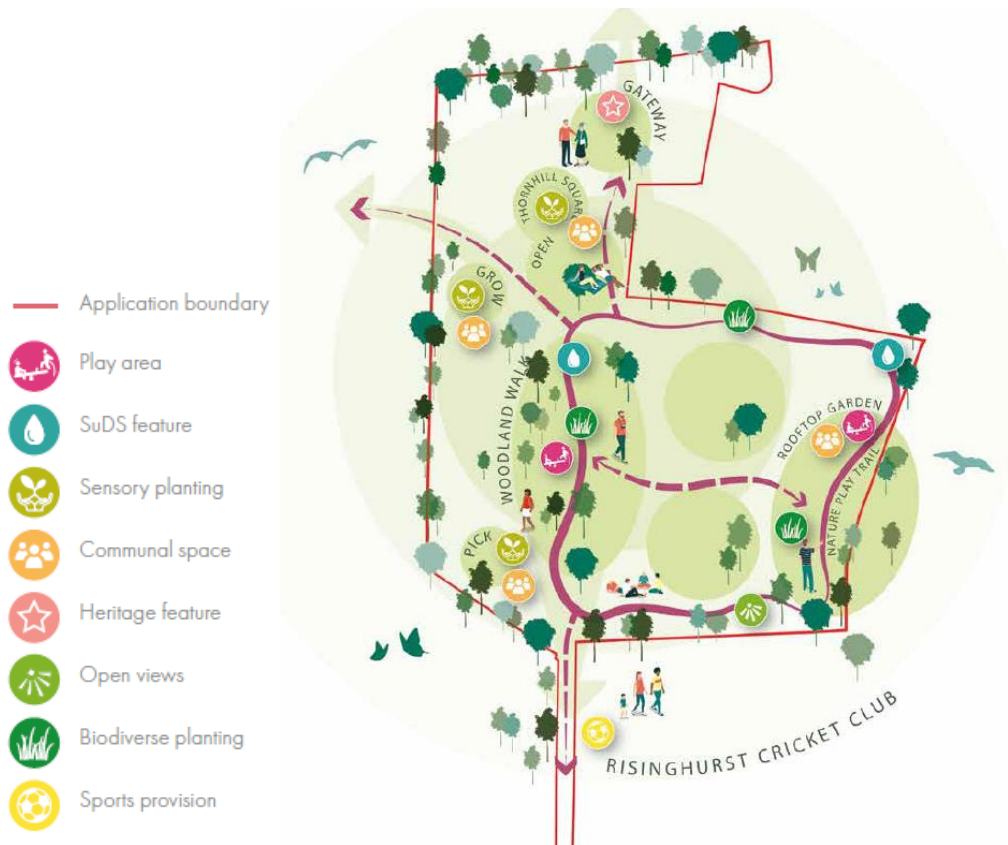 Application boundary
Play area
SuDS feature
Sensory planting
Communal space
Heritage feature
Open views
Biodiverse planting
Sports provision
GATEWAY
THORNHILL SQUARE
OPEN
GROW
WOODLAND WALK
ROOFTOP GARDEN
NATURE PLAY TRAIL
PICK
RISINGHURST CRICKET CLUB